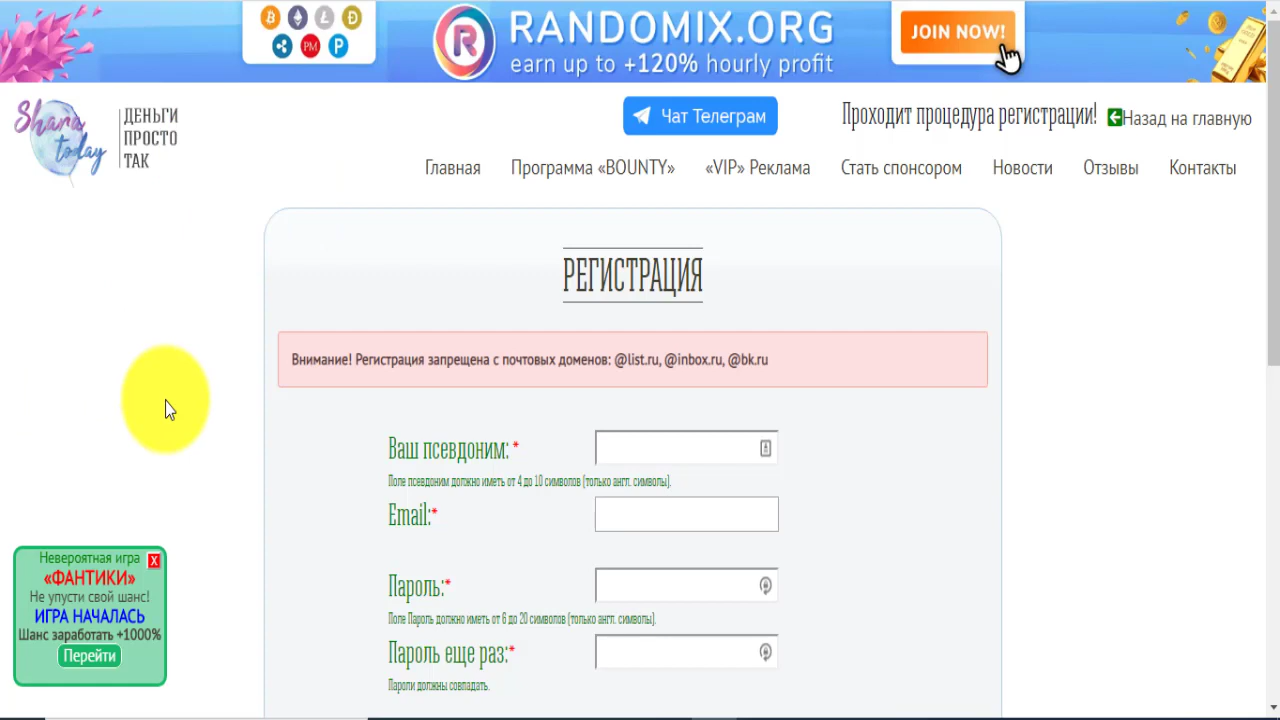 RANDOMIX.ORG
earn up to +120% hourly profit
JOIN NOW!
PM
Shara today
ДЕНЬГИ
ПРОСТО
ТАК
Чат Телеграм
Проходит процедура регистрации!
Назад на главную
Главная Программа «BOUNTY» «VIP» Реклама Стать спонсором Новости Отзывы Контакты
РЕГИСТРАЦИЯ
Внимание! Регистрация запрещена с почтовых доменов: @list.ru, @inbox.ru, @bk.ru
Ваш псевдоним: *
Поле псевдоним должно иметь от 4 до 10 символов (только англ. символы).
Email:*
Пароль:*
Поле Пароль должно иметь от 6 до 20 символов (только англ. символы).
Пароль еще раз:*
Пароли должны совпадать.
Невероятная игра
X
«ФАНТИКИ»
Не упусти свой шанс!
ИГРА НАЧАЛАСЬ
Шанс заработать +1000%
Перейти